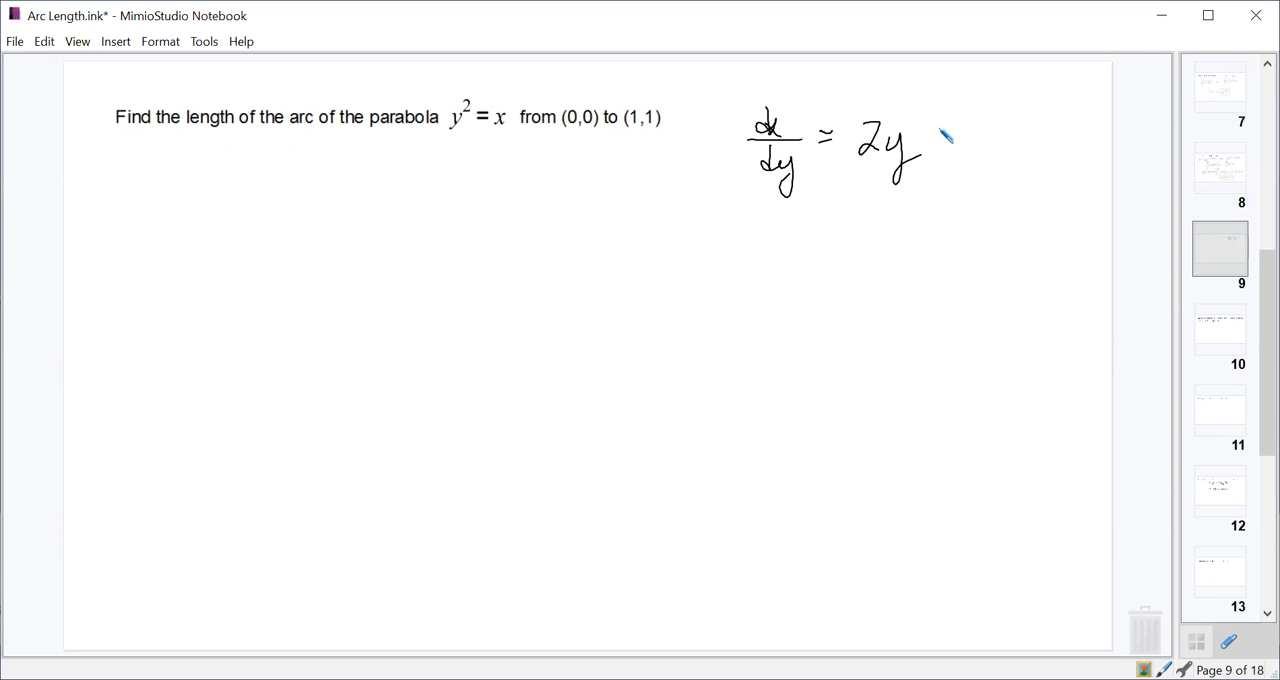 Arc Length.ink* - MimioStudio Notebook
File Edit View Insert Format Tools Help
Find the length of the arc of the parabola y² = x from (0,0) to (1,1)
dx/dy = 2y
7
8
9
10
11
12
13
Page 9 of 18